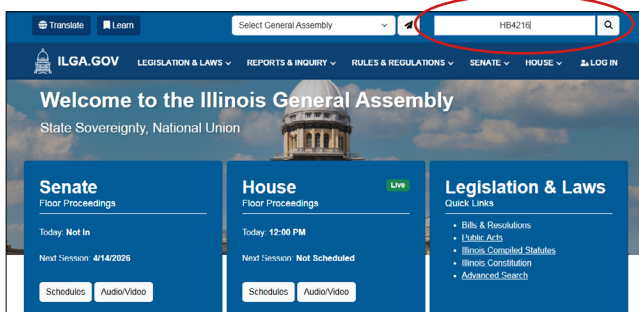 Translate Learn Select General Assembly HB4216
ILGA.GOV LEGISLATION & LAWS REPORTS & INQUIRY RULES & REGULATIONS SENATE HOUSE LOG IN
Welcome to the Illinois General Assembly
State Sovereignty, National Union
Senate
Floor Proceedings
Today: Not In
Next Session: 4/14/2026
Schedules Audio/Video
House Live
Floor Proceedings
Today: 12:00 PM
Next Session: Not Scheduled
Schedules Audio/Video
Legislation & Laws
Quick Links
Bills & Resolutions
Public Acts
Illinois Compiled Statutes
Illinois Constitution
Advanced Search